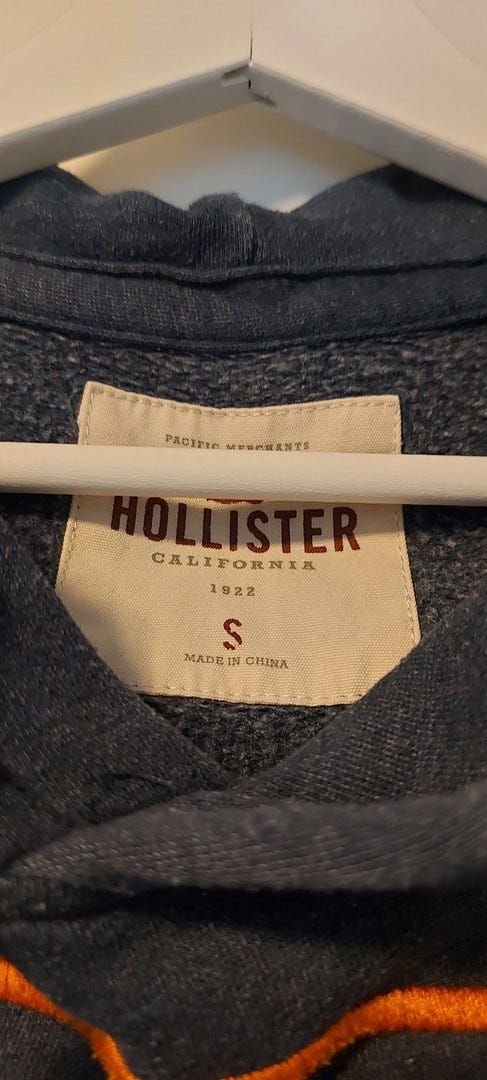 PACIFIC MERCHANTS
HOLLISTER
CALIFORNIA
1922
S
MADE IN CHINA